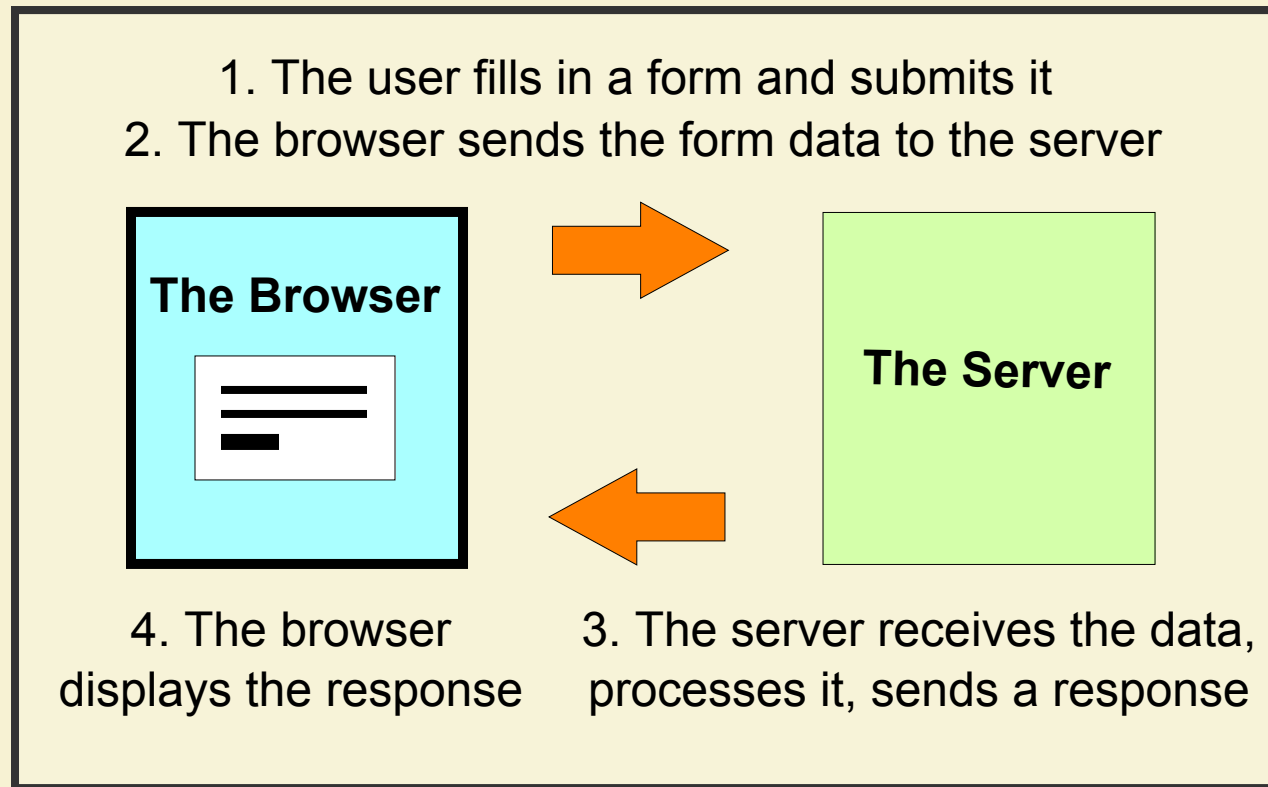 1. The user fills in a form and submits it
2. The browser sends the form data to the server
The Browser
The Server
4. The browser
displays the response
3. The server receives the data,
processes it, sends a response